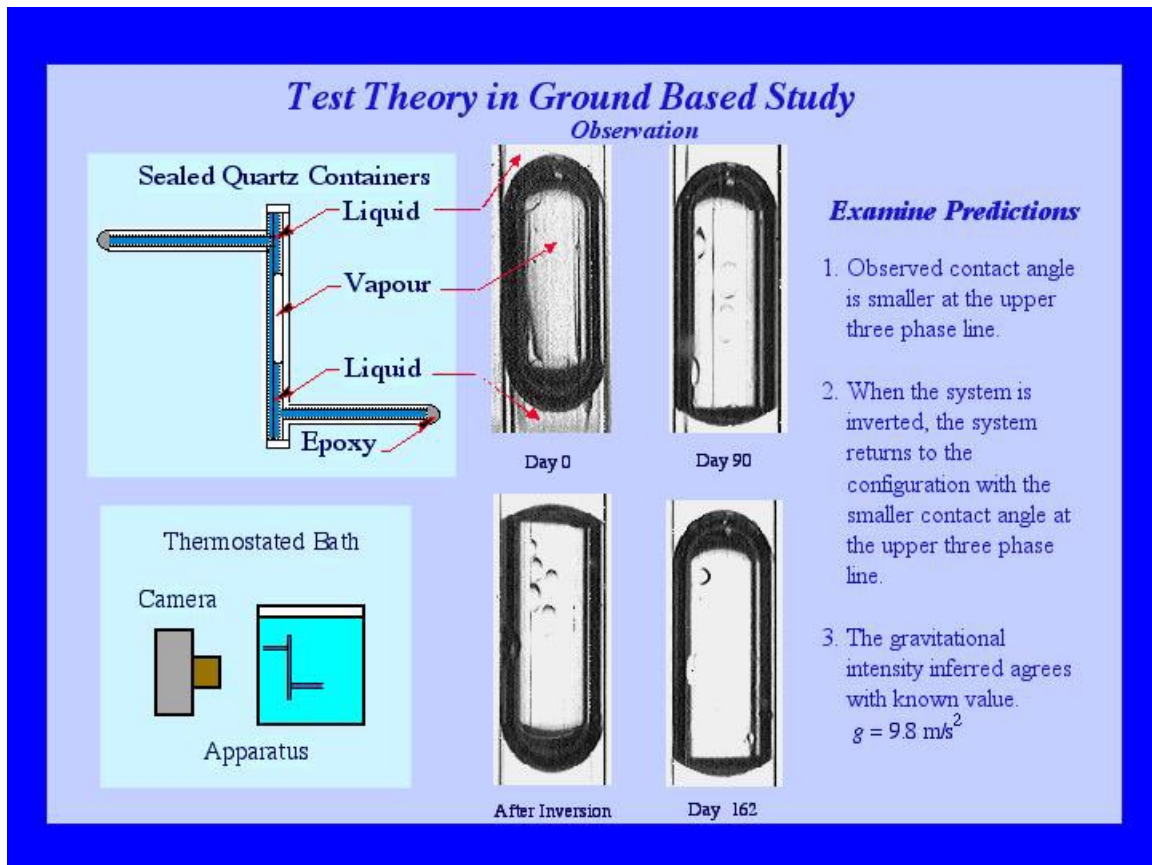 Test Theory in Ground Based Study
Observation
Sealed Quartz Containers
Liquid
Vapour
Liquid
Epoxy
Day 0
Day 90
Thermostated Bath
Camera
Apparatus
After Inversion
Day 162
Examine Predictions
1. Observed contact angle
is smaller at the upper
three phase line.
2. When the system is
inverted, the system
returns to the
configuration with the
smaller contact angle at
the upper three phase
line.
3. The gravitational
intensity inferred agrees
with known value.
g = 9.8 m/s²